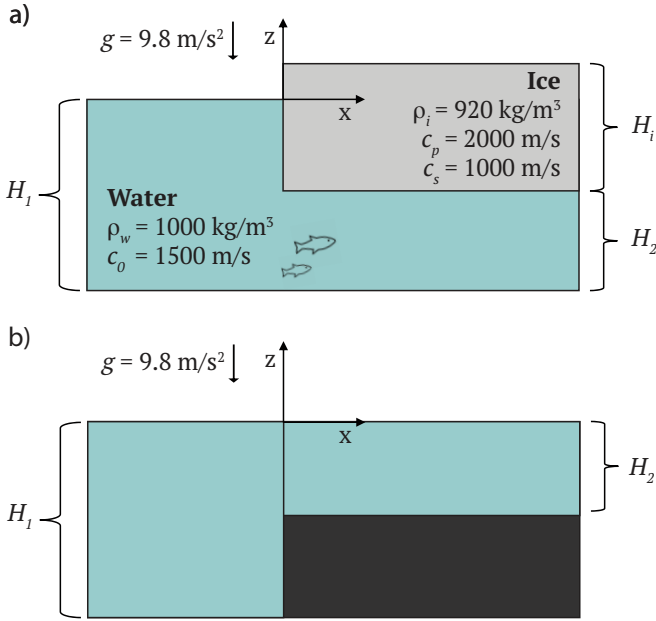 a)
g = 9.8 m/s²
z
x
Ice
ρᵢ = 920 kg/m³
cₚ = 2000 m/s
cₛ = 1000 m/s
Hᵢ
H₁
Water
ρ_w = 1000 kg/m³
c₀ = 1500 m/s
H₂
b)
g = 9.8 m/s²
z
x
H₂
H₁